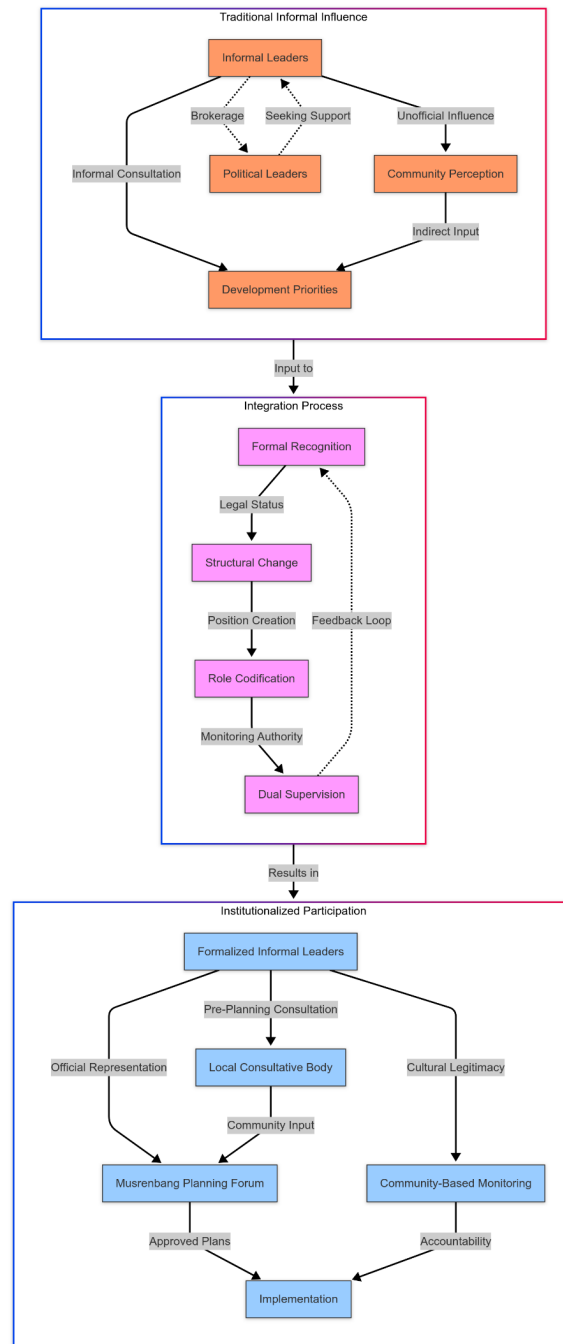 Traditional Informal Influence
Informal Leaders
Brokerage
Seeking Support
Unofficial Influence
Informal Consultation
Political Leaders
Community Perception
Indirect Input
Development Priorities
Input to
Integration Process
Formal Recognition
Legal Status
Structural Change
Position Creation
Feedback Loop
Role Codification
Monitoring Authority
Dual Supervision
Results in
Institutionalized Participation
Formalized Informal Leaders
Pre-Planning Consultation
Official Representation
Local Consultative Body
Cultural Legitimacy
Community Input
Musrenbang Planning Forum
Community-Based Monitoring
Approved Plans
Accountability
Implementation